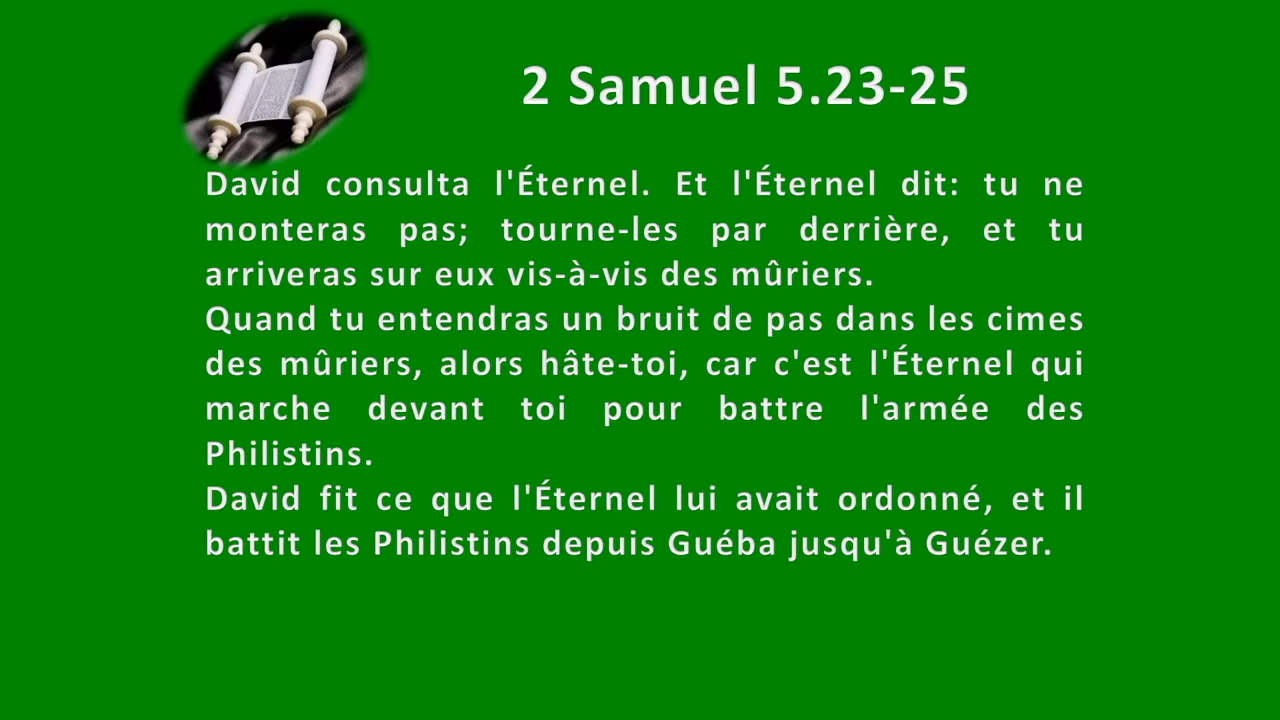 2 Samuel 5.23-25
David consulta l'Éternel. Et l'Éternel dit: tu ne
monteras pas; tourne-les par derrière, et tu
arriveras sur eux vis-à-vis des mûriers.
Quand tu entendras un bruit de pas dans les cimes
des mûriers, alors hâte-toi, car c'est l'Éternel qui
marche devant toi pour battre l'armée des
Philistins.
David fit ce que l'Éternel lui avait ordonné, et il
battit les Philistins depuis Guéba jusqu'à Guézer.